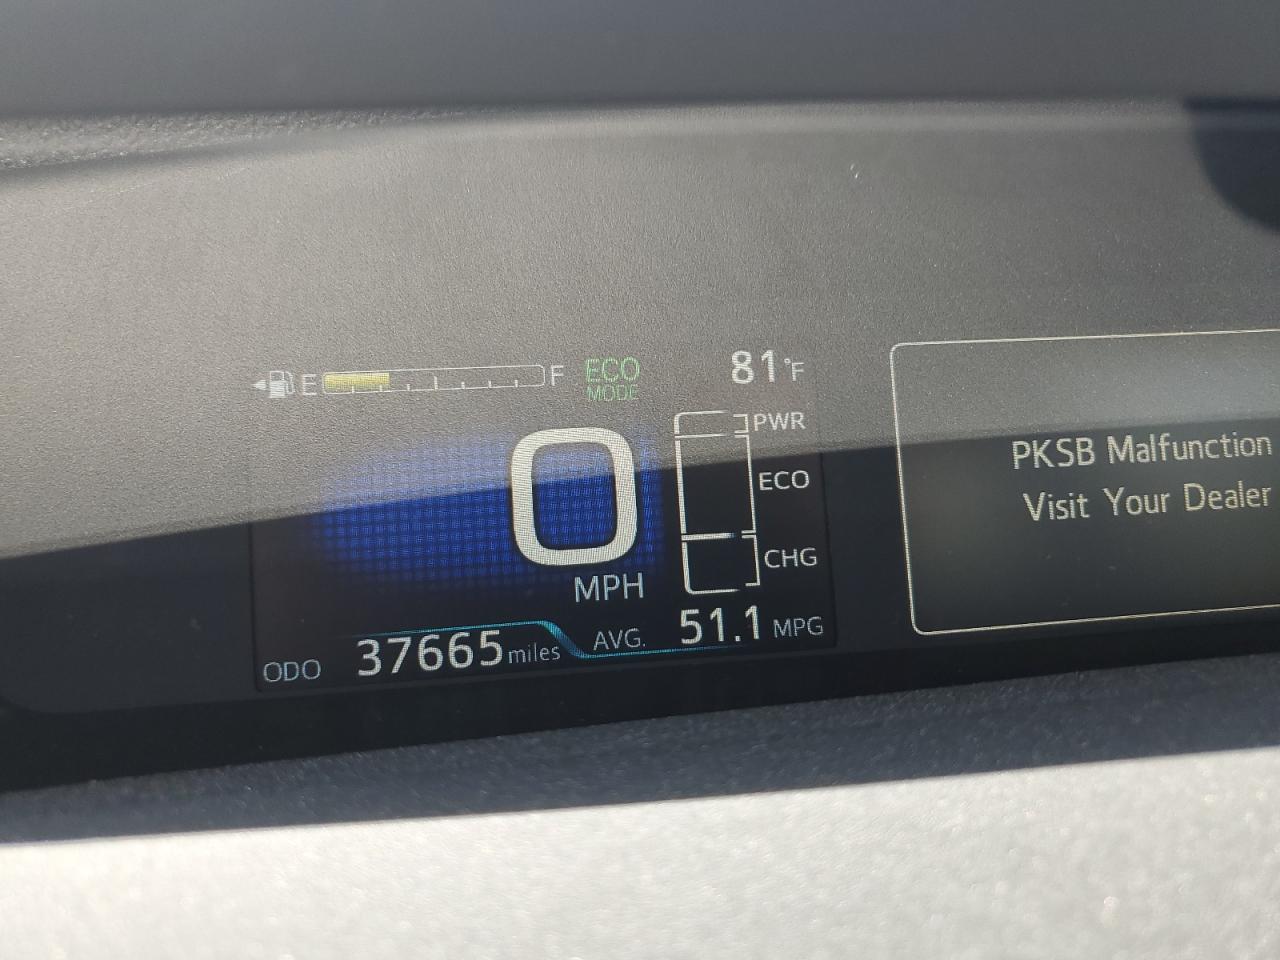 E F ECO
MODE
81°F
PWR
ECO
CHG
0
MPH
ODO 37665 miles AVG. 51.1 MPG
PKSB Malfunction
Visit Your Dealer